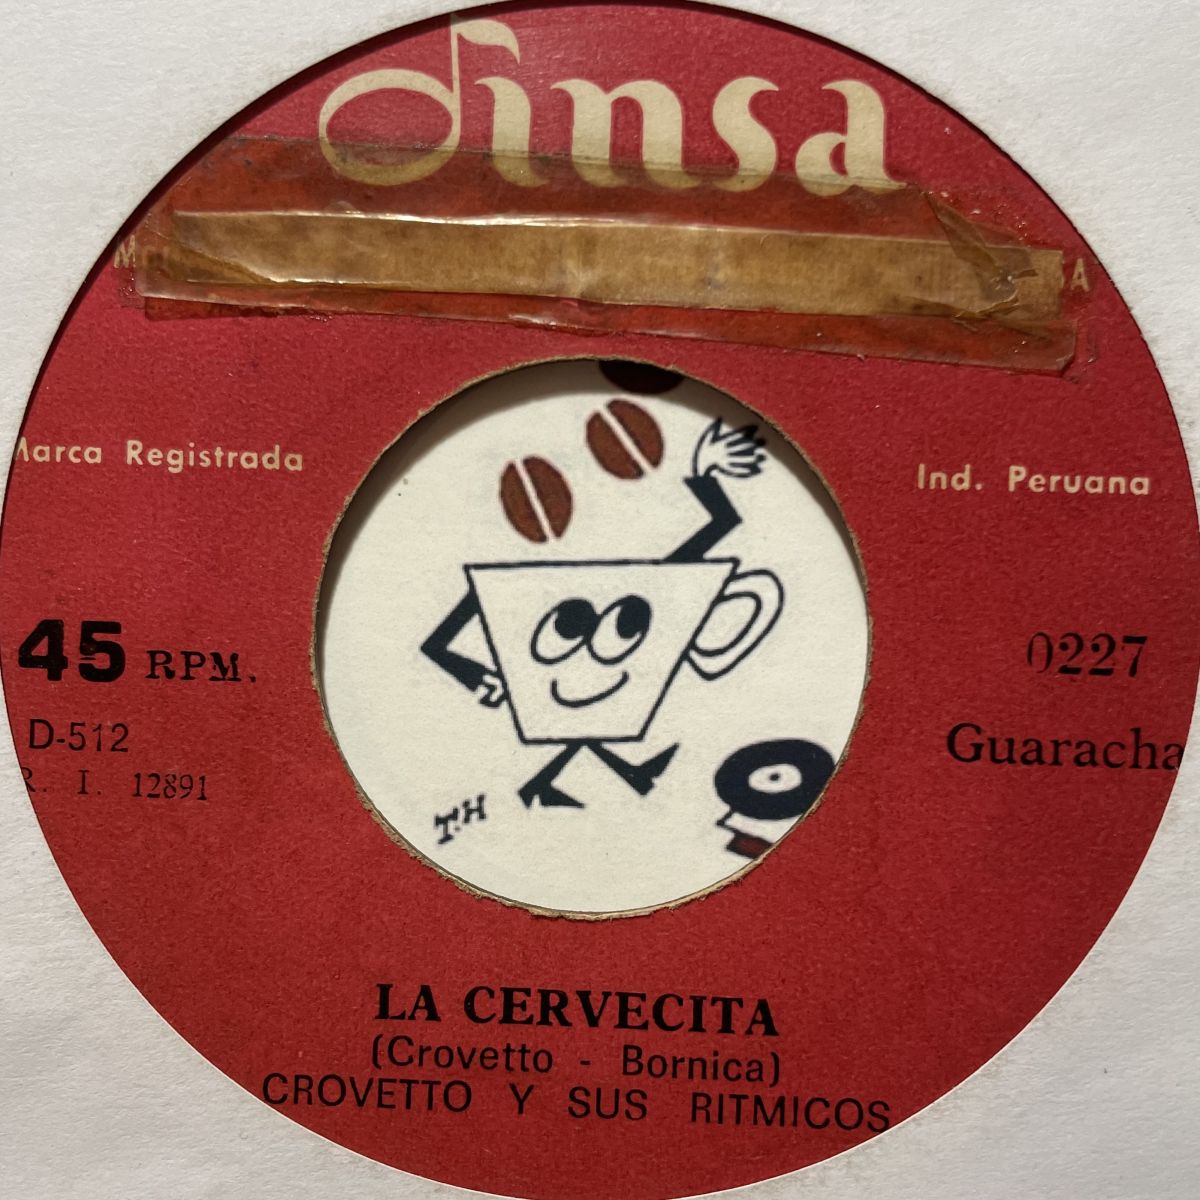 dinsa
Marca Registrada
Ind. Peruana
45 RPM.
0227
D-512
Guaracha
R. I. 12891
T.H
LA CERVECITA
(Crovetto - Bornica)
CROVETTO Y SUS RITMICOS